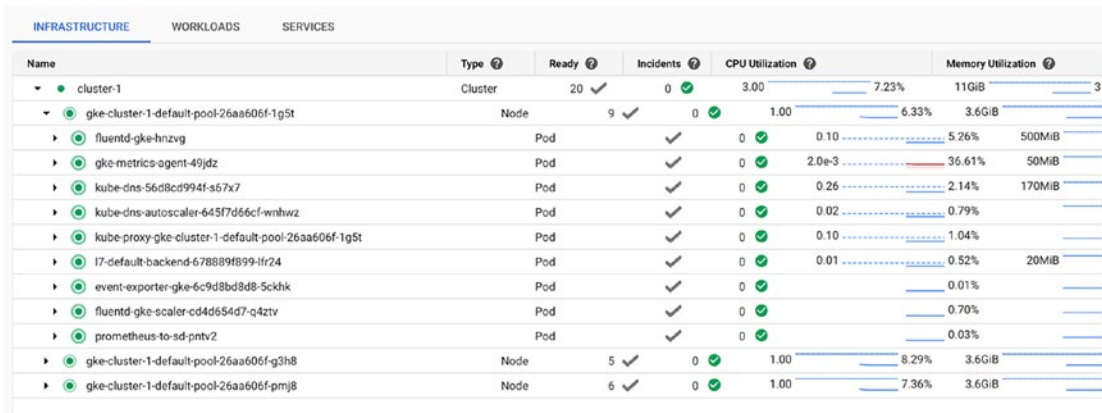 INFRASTRUCTURE WORKLOADS SERVICES
Name Type Ready Incidents CPU Utilization Memory Utilization
cluster-1 Cluster 20 0 3.00 7.23% 11GiB 3
gke-cluster-1-default-pool-26aa606f-1g5t Node 9 0 1.00 6.33% 3.6GiB
fluentd-gke-hnzvg Pod 0 0.10 5.26% 500MiB
gke-metrics-agent-49jdz Pod 0 2.0e-3 36.61% 50MiB
kube-dns-56d8cd994f-s67x7 Pod 0 0.26 2.14% 170MiB
kube-dns-autoscaler-645f7d66cf-wnhwz Pod 0 0.02 0.79%
kube-proxy-gke-cluster-1-default-pool-26aa606f-1g5t Pod 0 0.10 1.04%
l7-default-backend-678889f899-lfr24 Pod 0 0.01 0.52% 20MiB
event-exporter-gke-6c9d8bd8d8-5ckhk Pod 0 0.01%
fluentd-gke-scaler-cd4d654d7-q4ztv Pod 0 0.70%
prometheus-to-sd-pntv2 Pod 0 0.03%
gke-cluster-1-default-pool-26aa606f-g3h8 Node 5 0 1.00 8.29% 3.6GiB
gke-cluster-1-default-pool-26aa606f-pmj8 Node 6 0 1.00 7.36% 3.6GiB